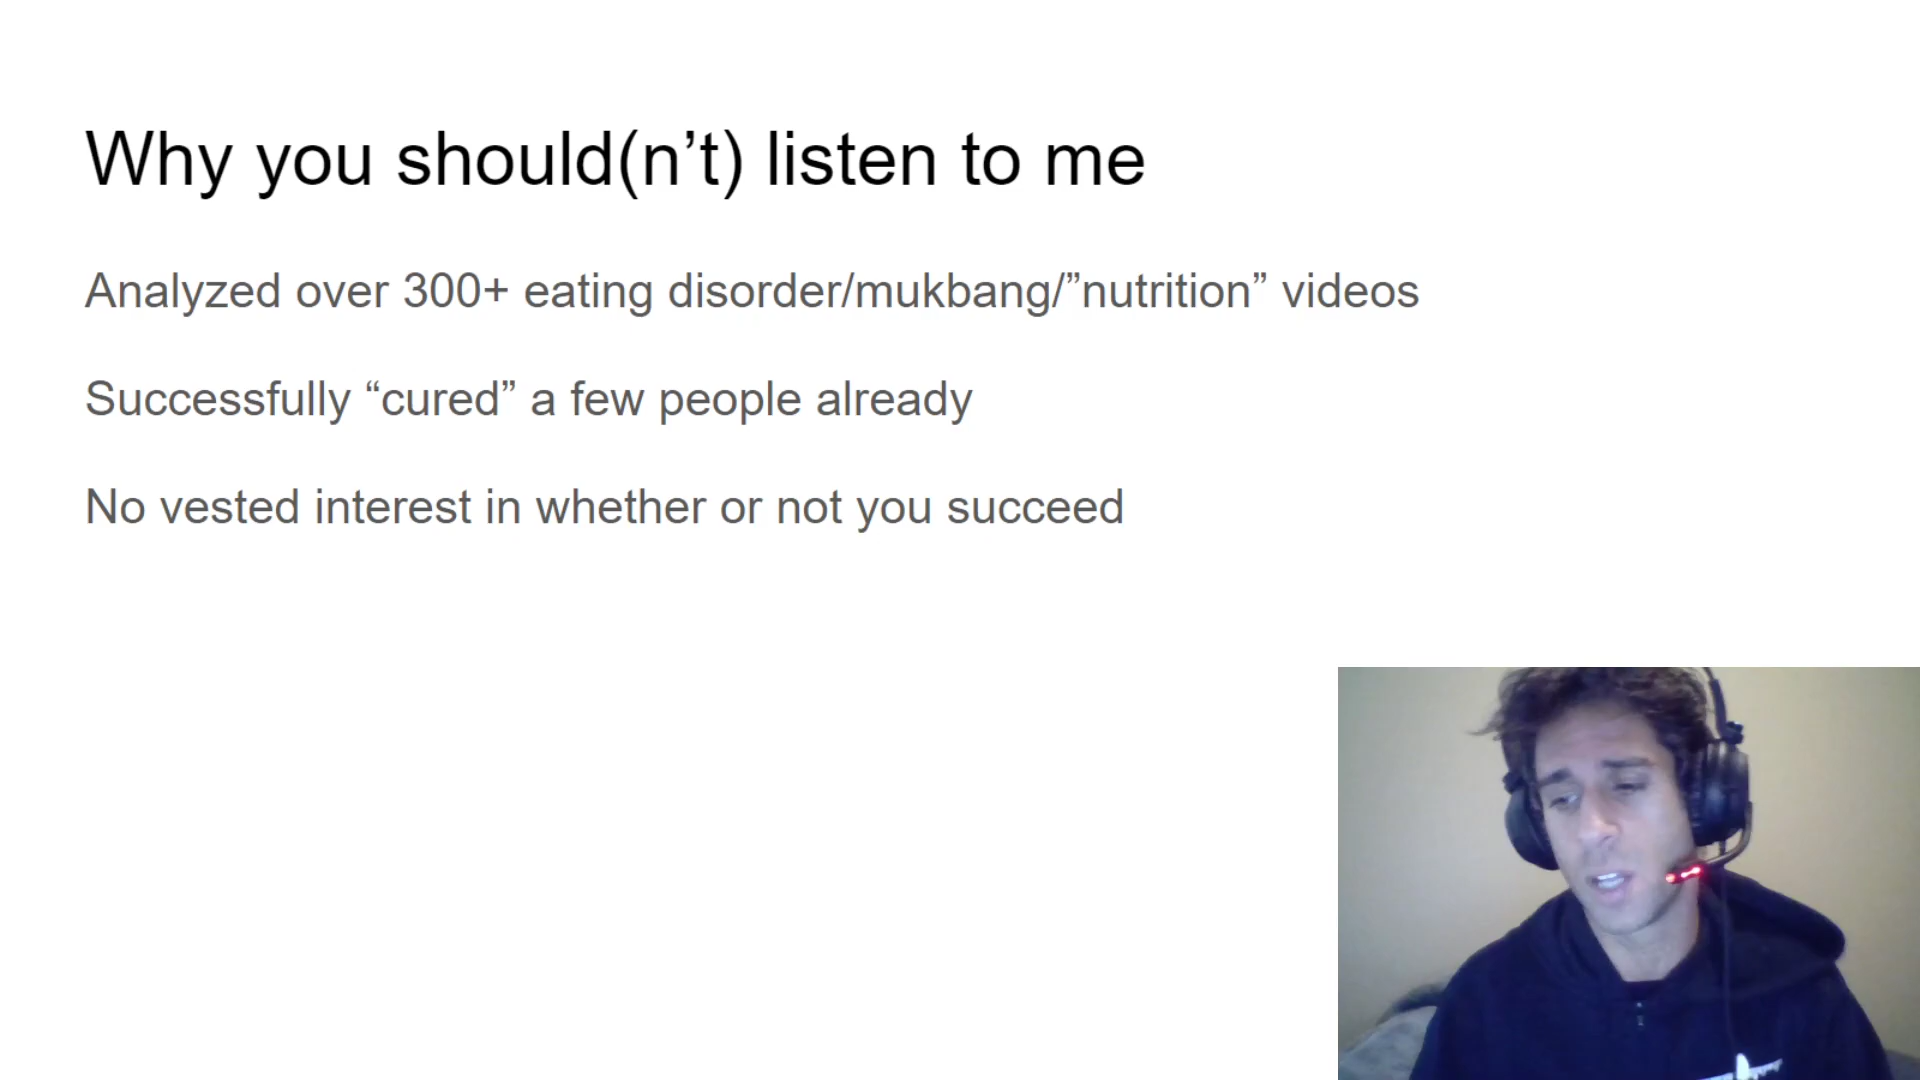 Why you should(n’t) listen to me
Analyzed over 300+ eating disorder/mukbang/”nutrition” videos
Successfully “cured” a few people already
No vested interest in whether or not you succeed